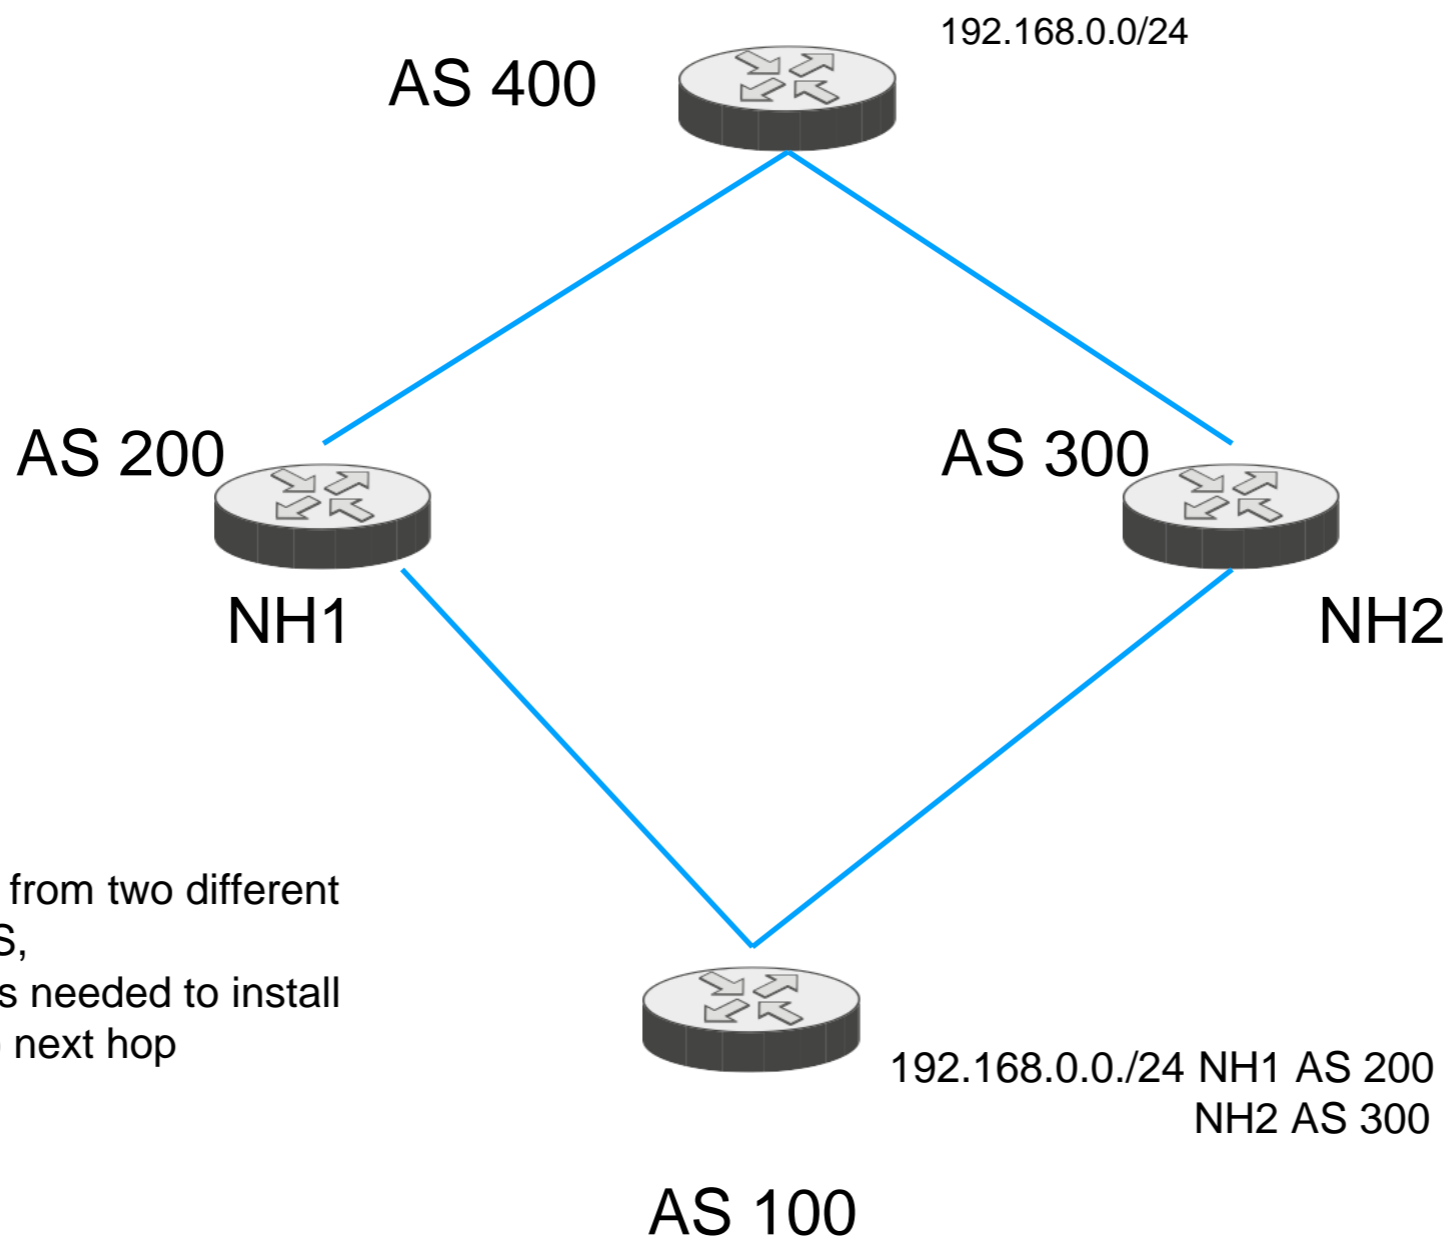 192.168.0.0/24
AS 400
AS 200
AS 300
NH1
NH2
from two different
S,
s needed to install
next hop
192.168.0.0./24 NH1 AS 200
NH2 AS 300
AS 100